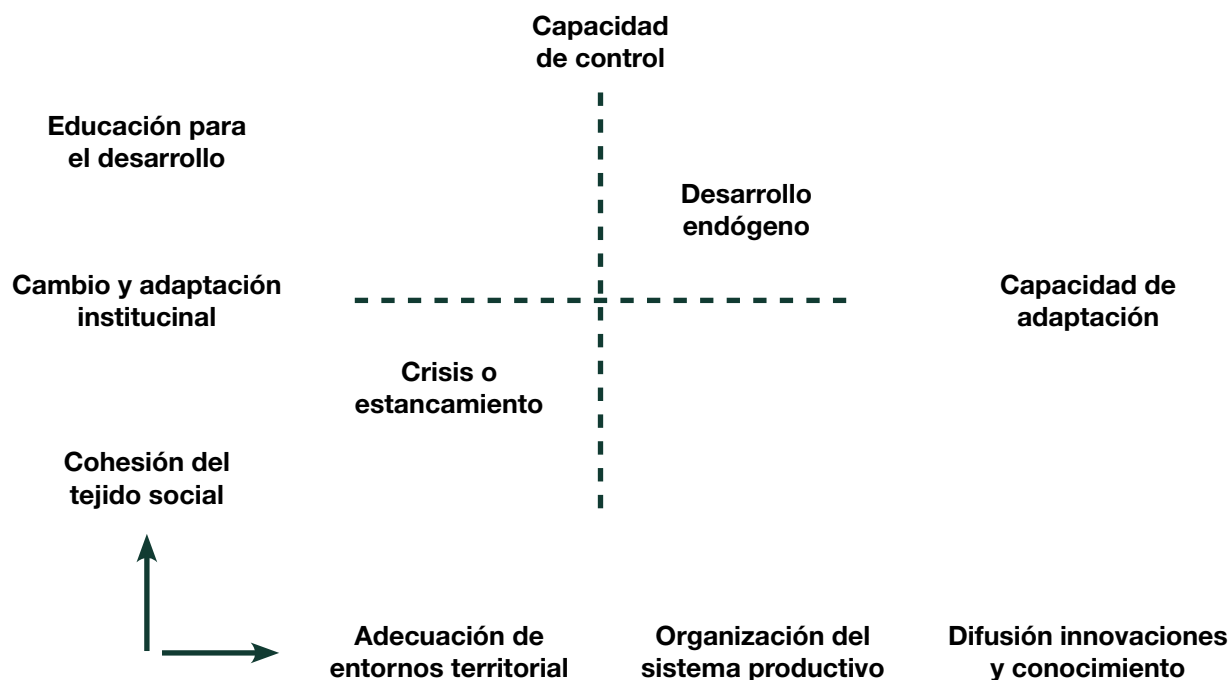 Capacidad
de control
Educación para
el desarrollo
Desarrollo
endógeno
Cambio y adaptación
institucinal
Capacidad de
adaptación
Crisis o
estancamiento
Cohesión del
tejido social
Adecuación de
entornos territorial
Organización del
sistema productivo
Difusión innovaciones
y conocimiento